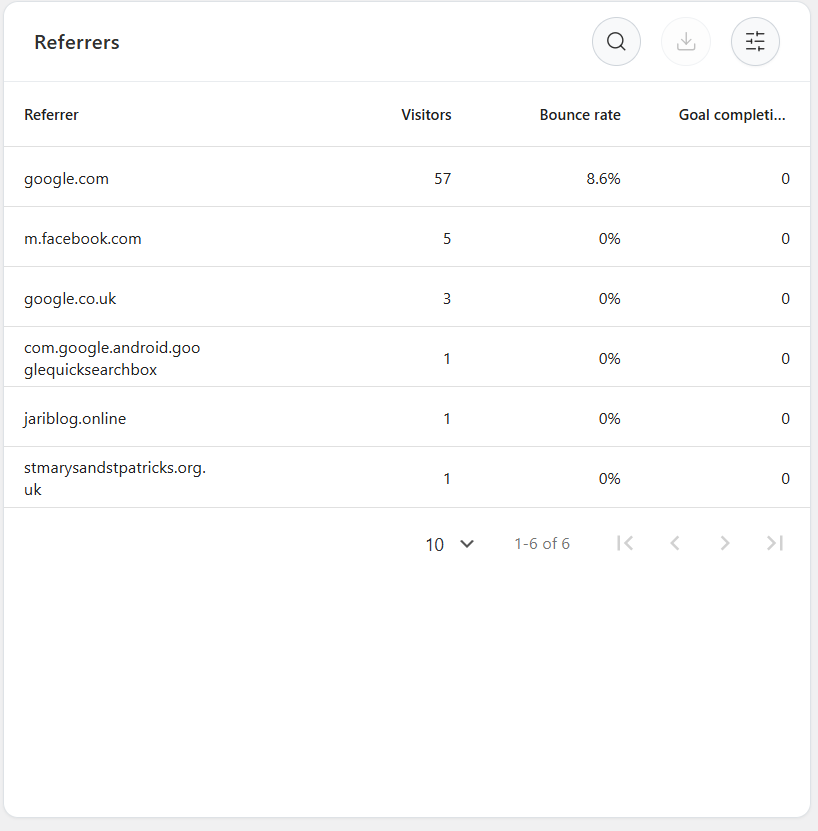 Referrers
Referrer Visitors Bounce rate Goal completi...
google.com 57 8.6% 0
m.facebook.com 5 0% 0
google.co.uk 3 0% 0
com.google.android.goo
glequicksearchbox 1 0% 0
jariblog.online 1 0% 0
stmarysandstpatricks.org.
uk 1 0% 0
10 1-6 of 6